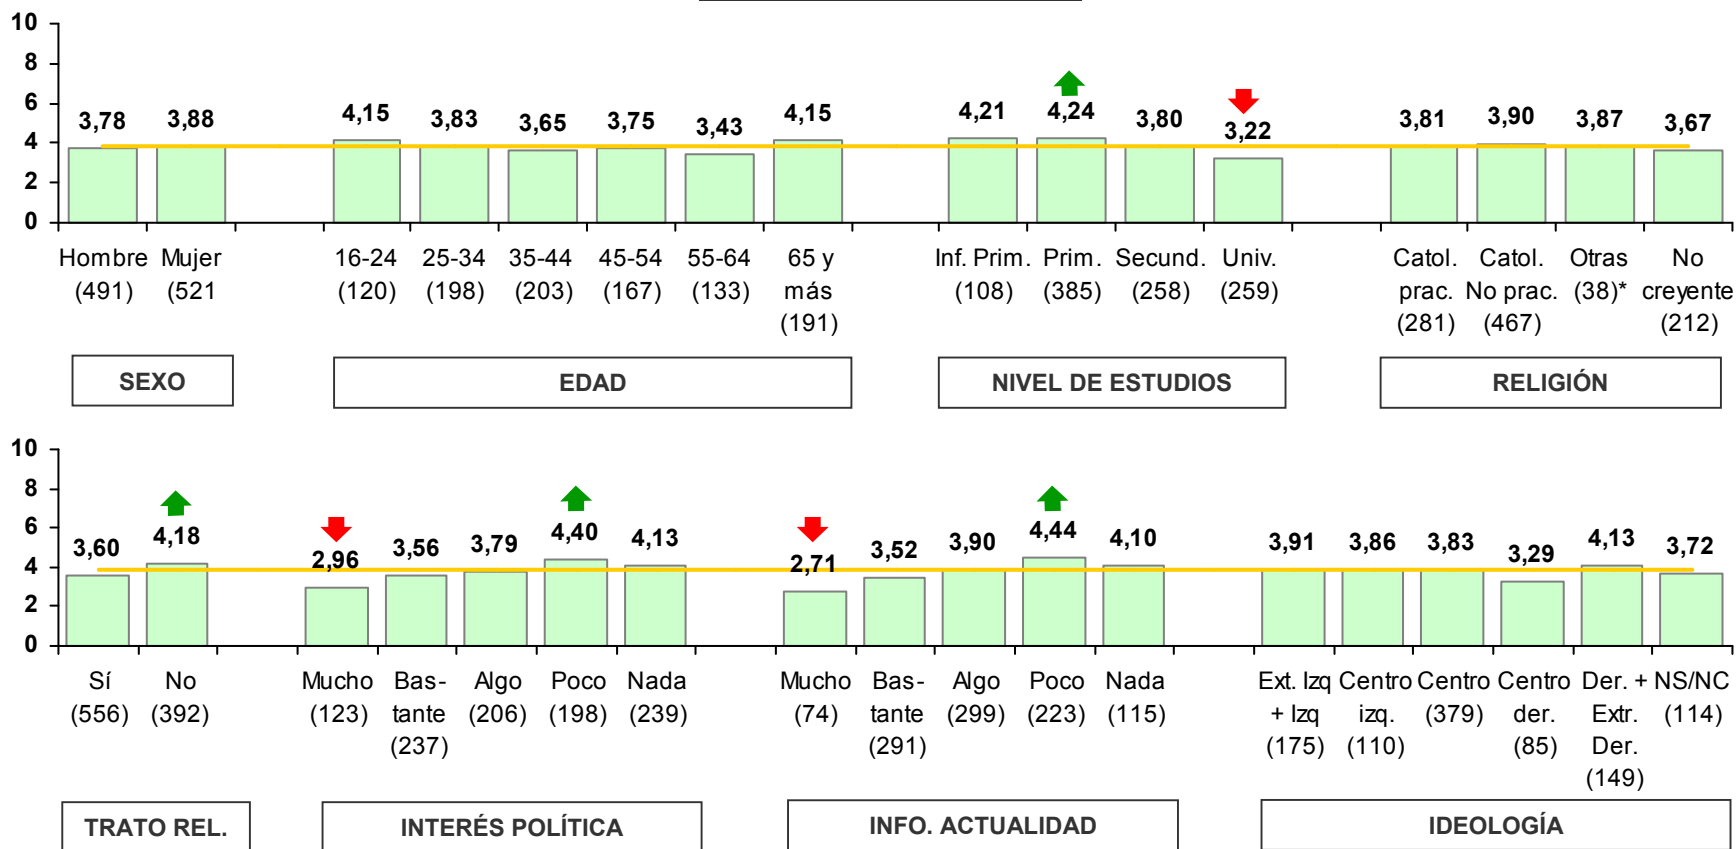 10
8
6
4
2
0
3,78 3,88 4,15 3,83 3,65 3,75 3,43 4,15 4,21 4,24 3,80 3,22 3,81 3,90 3,87 3,67
Hombre Mujer 16-24 25-34 35-44 45-54 55-64 65 y Inf. Prim. Prim. Secund. Univ. Catol. Catol. Otras No
(491) (521 (120) (198) (203) (167) (133) más (108) (385) (258) (259) prac. No prac. (38)* creyente
(191) (281) (467) (212)
SEXO EDAD NIVEL DE ESTUDIOS RELIGIÓN
10
8
6
4
2
0
3,60 4,18 2,96 3,56 3,79 4,40 4,13 2,71 3,52 3,90 4,44 4,10 3,91 3,86 3,83 3,29 4,13 3,72
Sí No Mucho Bas- Algo Poco Nada Mucho Bas- Algo Poco Nada Ext. Izq Centro Centro Centro Der. + NS/NC
(556) (392) (123) tante (206) (198) (239) (74) tante (299) (223) (115) + Izq izq. (379) der. Extr. (114)
(237) (291) (175) (110) (85) Der.
(149)
TRATO REL. INTERÉS POLÍTICA INFO. ACTUALIDAD IDEOLOGÍA